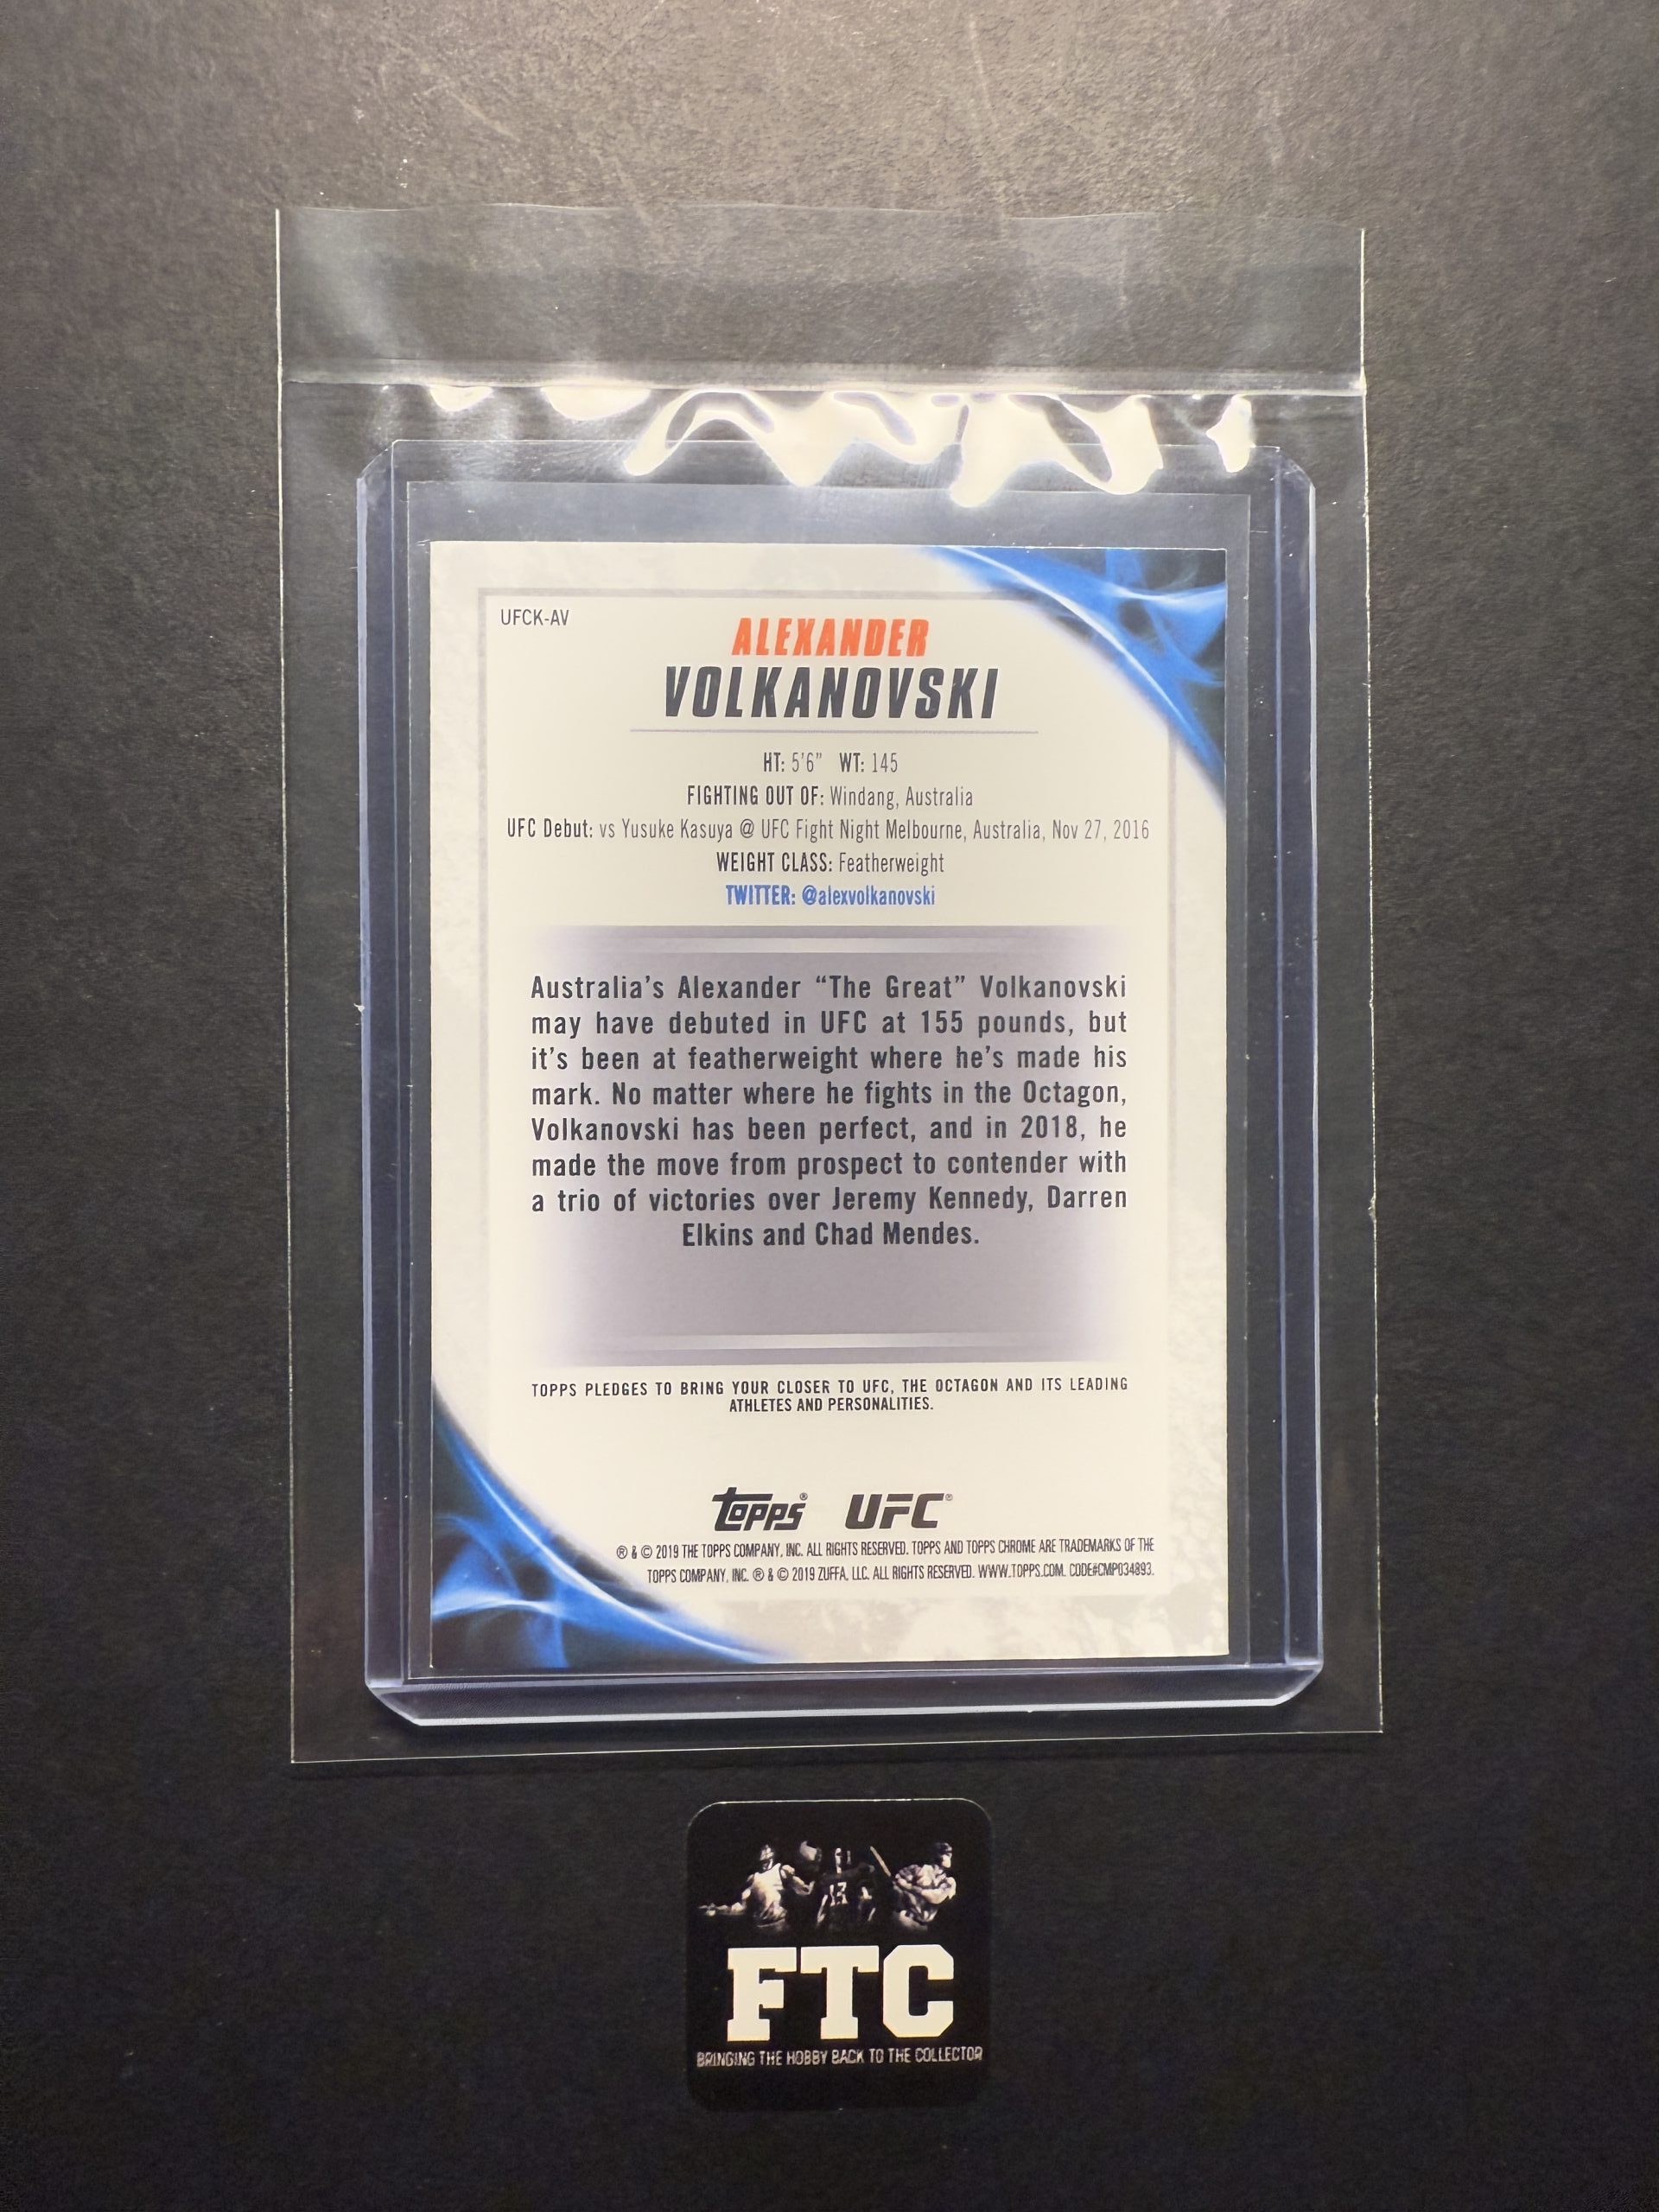 UFCK-AV
ALEXANDER
VOLKANOVSKI
HT: 5'6" WT: 145
FIGHTING OUT OF: Windang, Australia
UFC Debut: vs Yusuke Kasuya @ UFC Fight Night Melbourne, Australia, Nov 27, 2016
WEIGHT CLASS: Featherweight
TWITTER: @alexvolkanovski
Australia's Alexander “The Great” Volkanovski
may have debuted in UFC at 155 pounds, but
it's been at featherweight where he's made his
mark. No matter where he fights in the Octagon,
Volkanovski has been perfect, and in 2018, he
made the move from prospect to contender with
a trio of victories over Jeremy Kennedy, Darren
Elkins and Chad Mendes.
TOPPS PLEDGES TO BRING YOUR CLOSER TO UFC, THE OCTAGON AND ITS LEADING
ATHLETES AND PERSONALITIES.
TOPPS® UFC®
® & © 2019 THE TOPPS COMPANY, INC. ALL RIGHTS RESERVED. TOPPS AND TOPPS CHROME ARE TRADEMARKS OF THE
TOPPS COMPANY, INC. ® & © 2019 ZUFFA, LLC. ALL RIGHTS RESERVED. WWW.TOPPS.COM. CODE#CMP034893.
13
FTC
BRINGING THE HOBBY BACK TO THE COLLECTOR